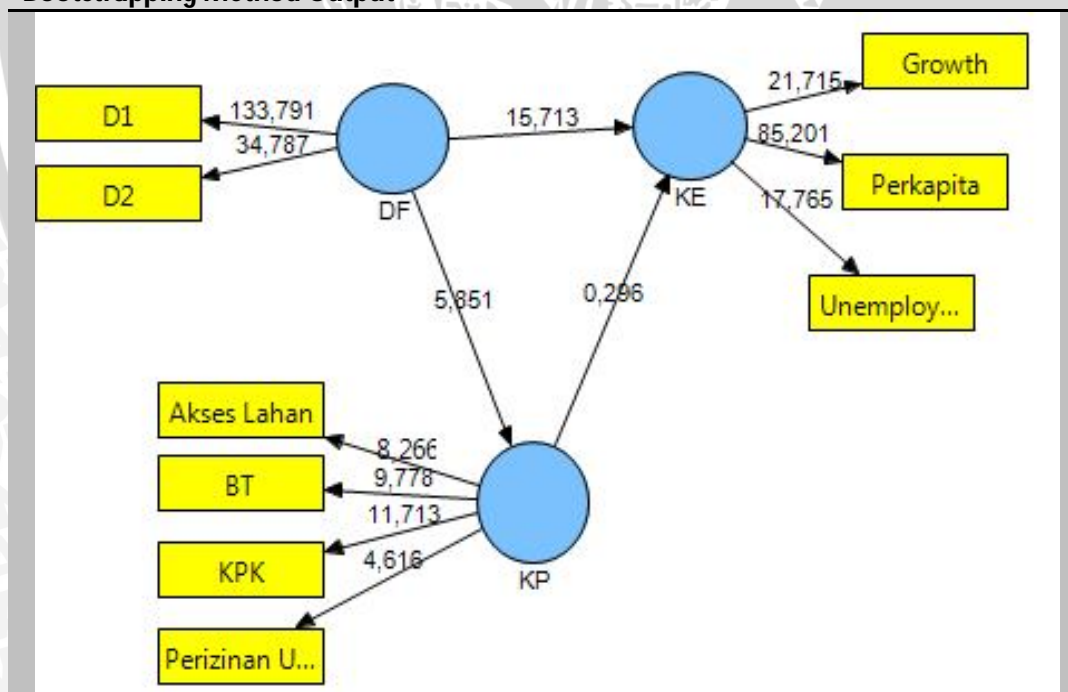 Bootstrapping Method Output
Growth
21,715
D1
133,791
15,713
85,201
34,787
Perkapita
D2
DF
KE
17,765
0,296
Unemploy...
Akses Lahan
8,266
BT
9,778
11,713
KPK
4,616
KP
Perizinan U...